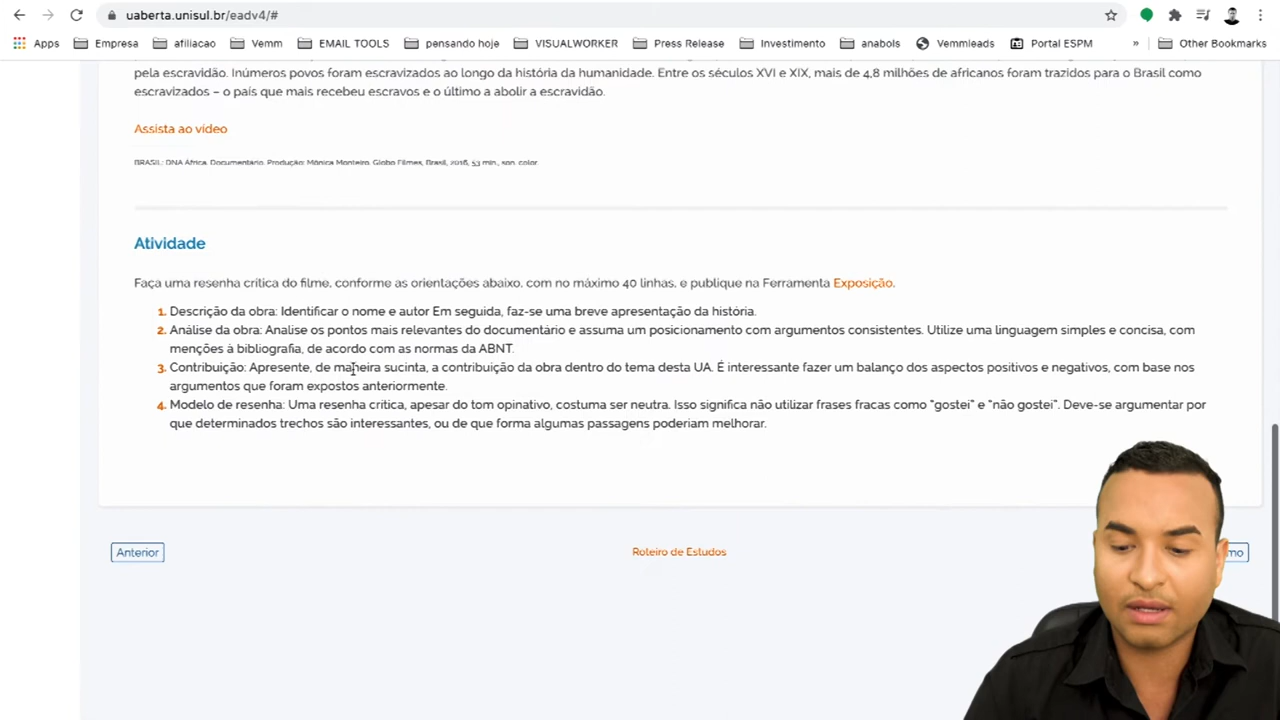 uaberta.unisul.br/eadv4/#
Apps Empresa afiliacao Vemm EMAIL TOOLS pensando hoje VISUALWORKER Press Release Investimento anabols Vemmleads Portal ESPM » Other Bookmarks
pela escravidão. Inúmeros povos foram escravizados ao longo da história da humanidade. Entre os séculos XVI e XIX, mais de 4,8 milhões de africanos foram trazidos para o Brasil como
escravizados – o país que mais recebeu escravos e o último a abolir a escravidão.
Assista ao vídeo
BRASIL: DNA África. Documentário. Produção: Mônica Monteiro. Globo Filmes, Brasil, 2016, 53 min., son. color.
Atividade
Faça uma resenha crítica do filme, conforme as orientações abaixo, com no máximo 40 linhas, e publique na Ferramenta Exposição.
1. Descrição da obra: Identificar o nome e autor Em seguida, faz-se uma breve apresentação da história.
2. Análise da obra: Analise os pontos mais relevantes do documentário e assuma um posicionamento com argumentos consistentes. Utilize uma linguagem simples e concisa, com
menções à bibliografia, de acordo com as normas da ABNT.
3. Contribuição: Apresente, de maneira sucinta, a contribuição da obra dentro do tema desta UA. É interessante fazer um balanço dos aspectos positivos e negativos, com base nos
argumentos que foram expostos anteriormente.
4. Modelo de resenha: Uma resenha crítica, apesar do tom opinativo, costuma ser neutra. Isso significa não utilizar frases fracas como "gostei" e "não gostei". Deve-se argumentar por
que determinados trechos são interessantes, ou de que forma algumas passagens poderiam melhorar.
Anterior
Roteiro de Estudos
mo